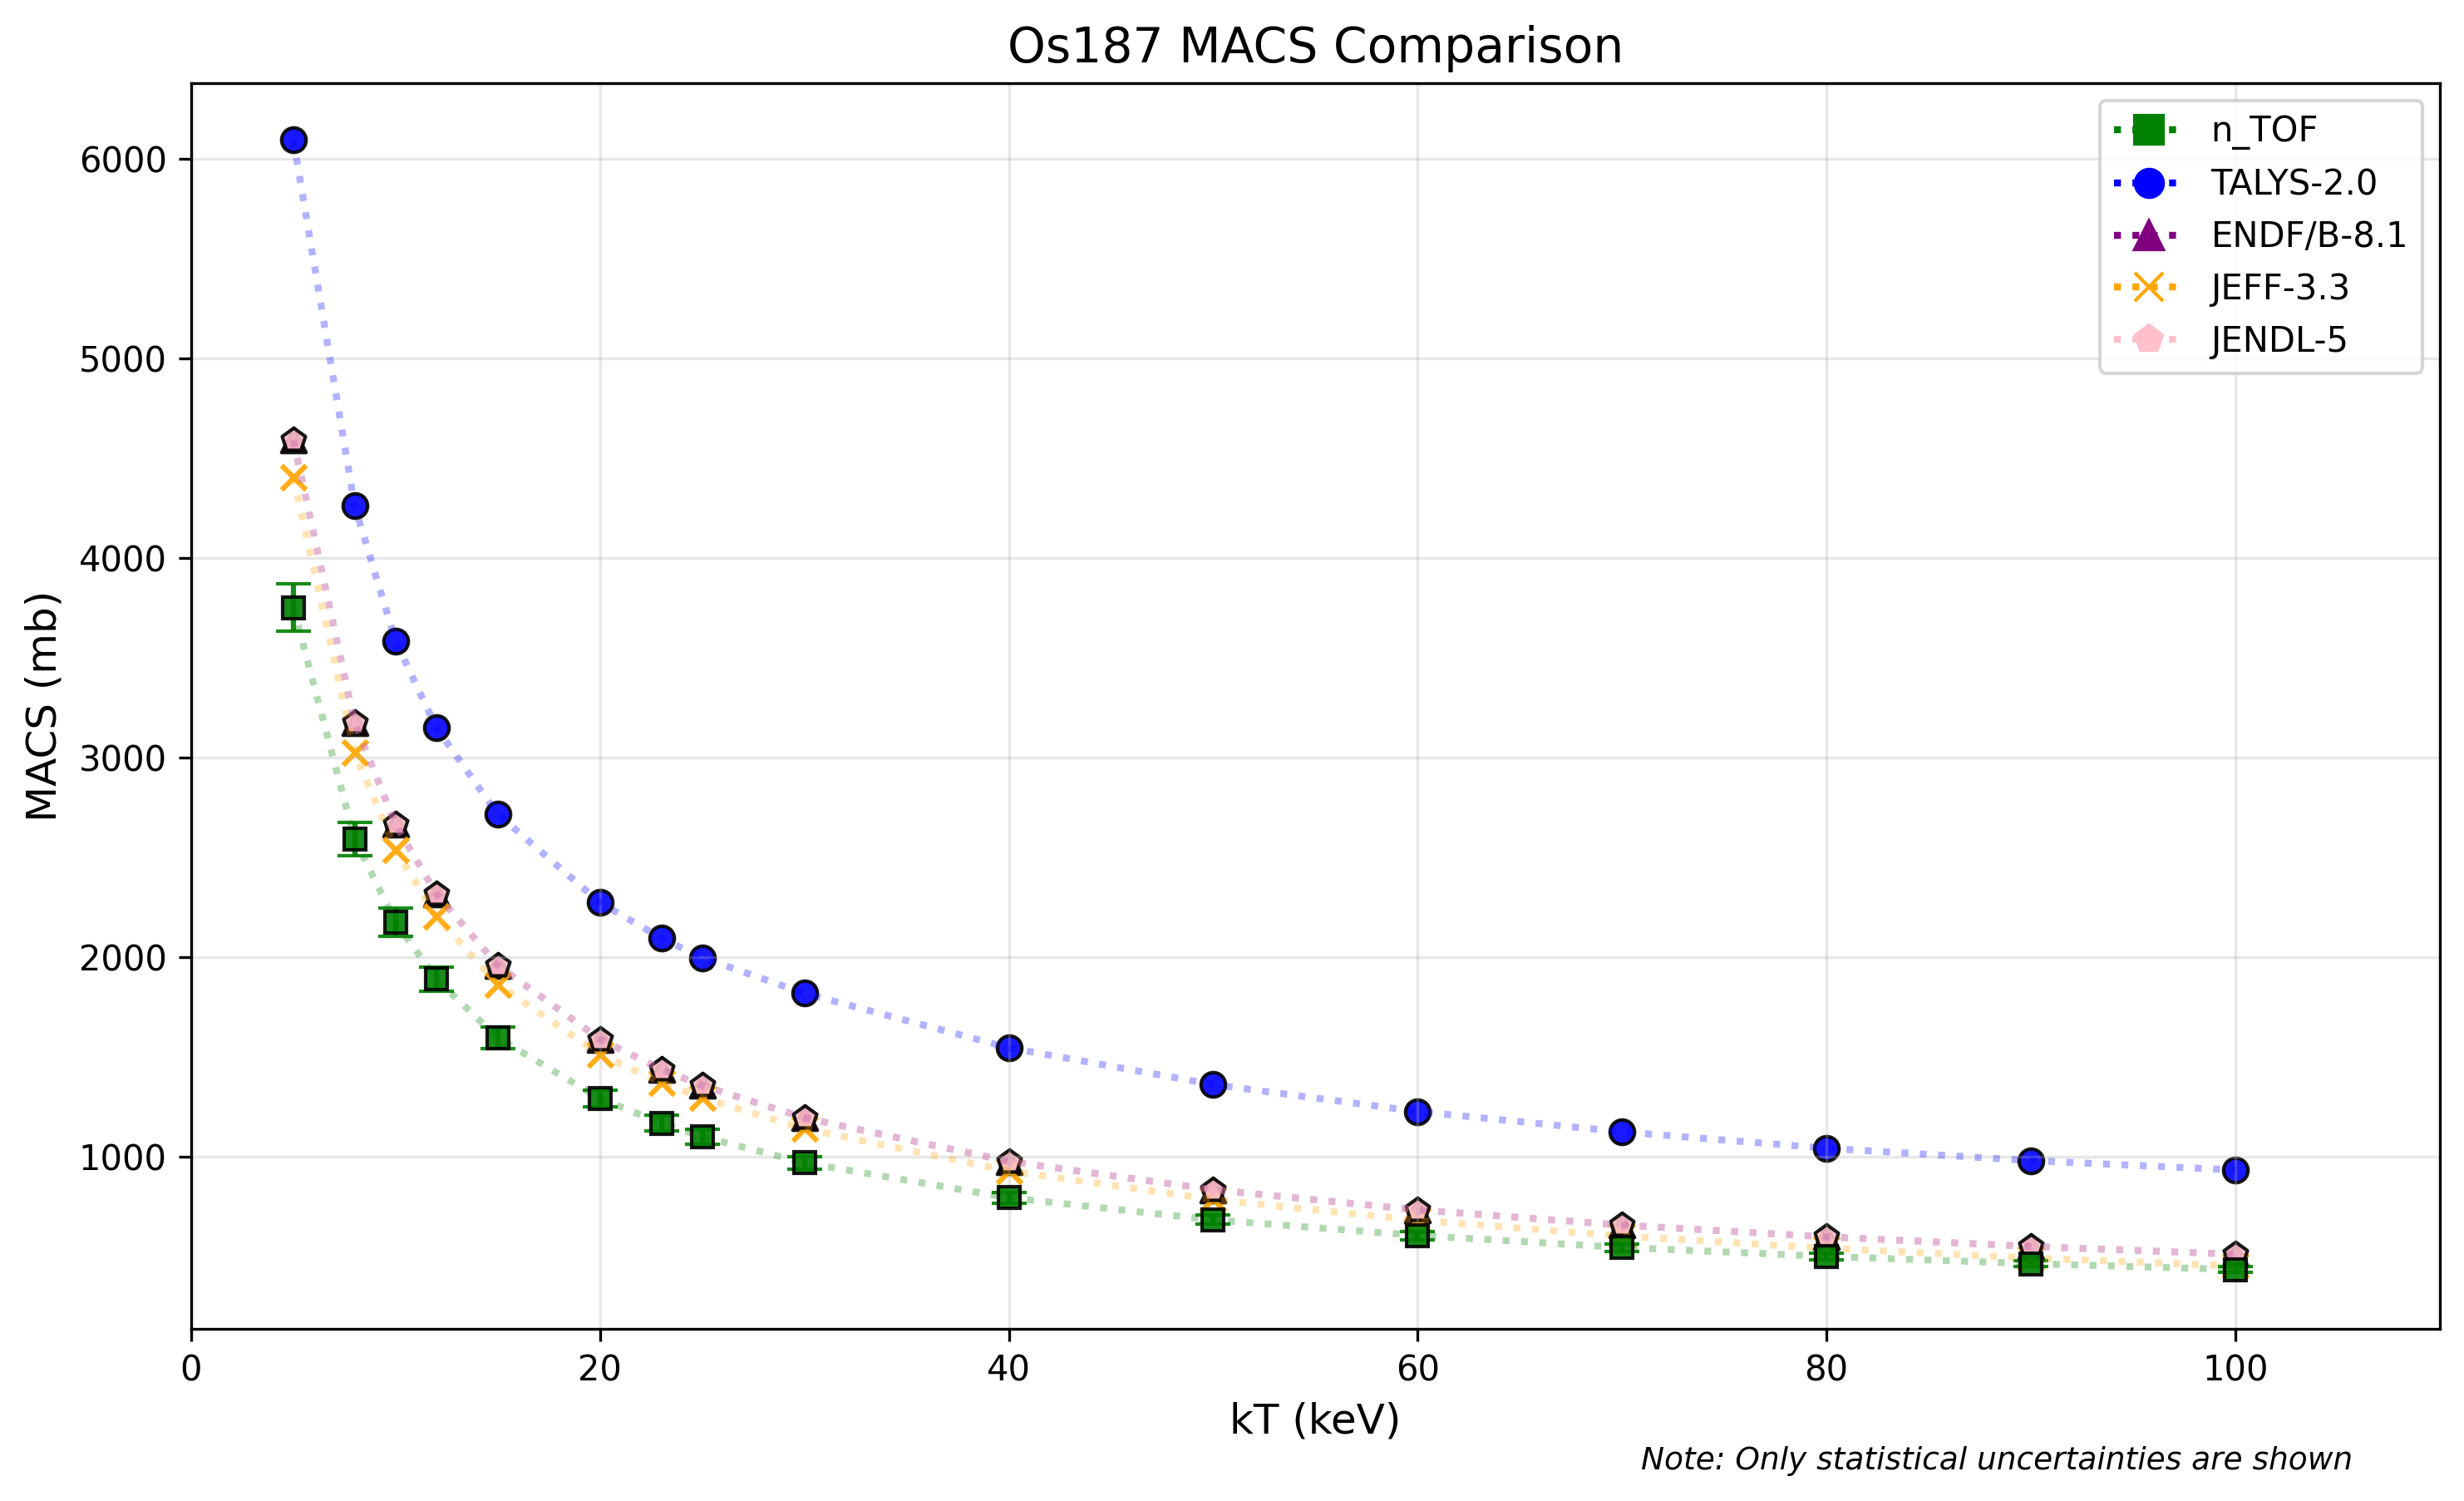 Os187 MACS Comparison
n_TOF
TALYS-2.0
ENDF/B-8.1
JEFF-3.3
JENDL-5
MACS (mb)
6000
5000
4000
3000
2000
1000
0 20 40 60 80 100
kT (keV)
Note: Only statistical uncertainties are shown